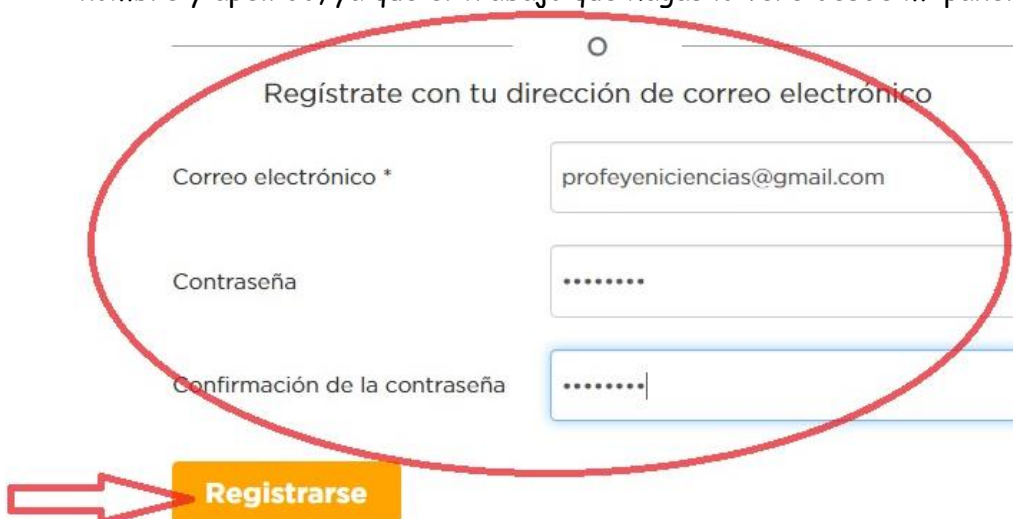 O
Regístrate con tu dirección de correo electrónico
Correo electrónico *
profeyeniciencias@gmail.com
Contraseña
••••••••
Confirmación de la contraseña
••••••••
Registrarse